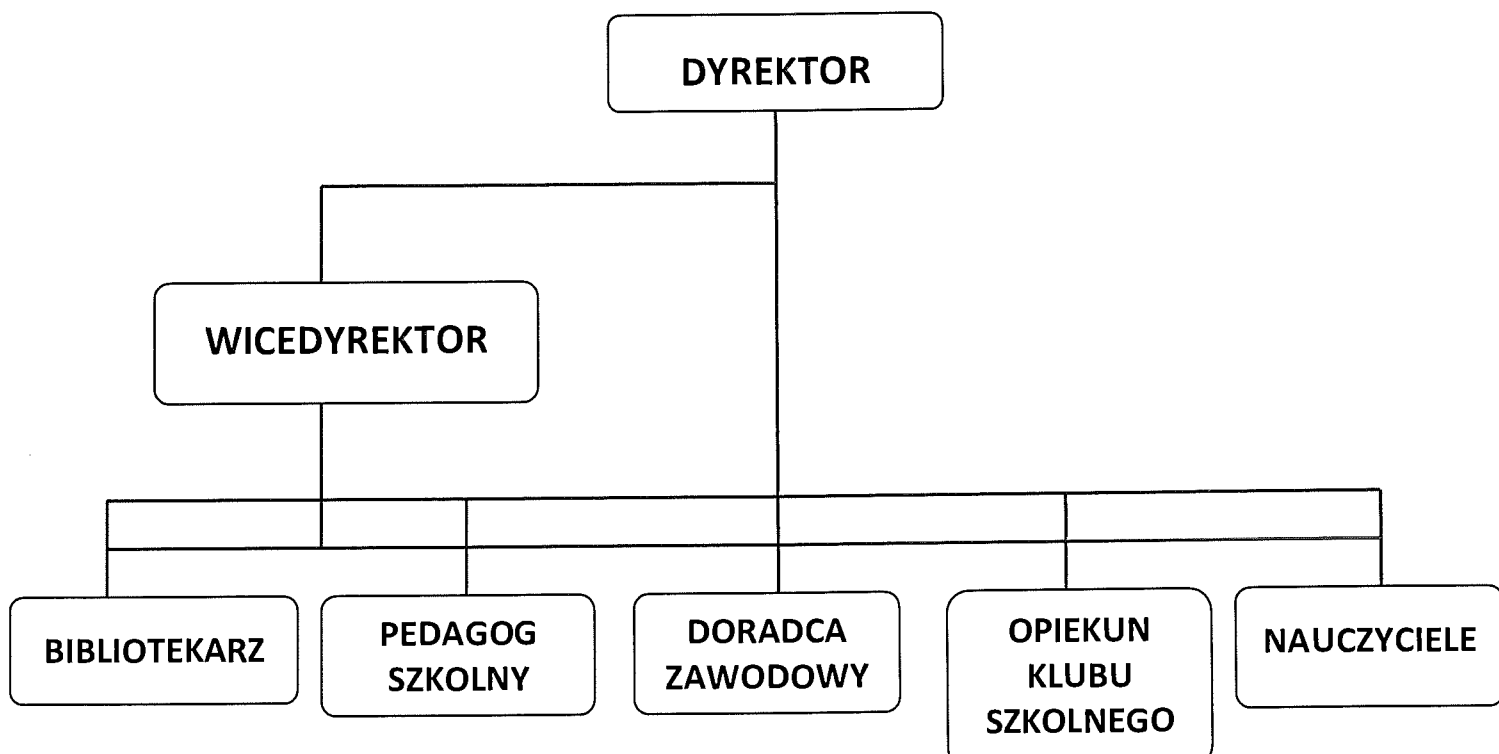 DYREKTOR
WICEDYREKTOR
BIBLIOTEKARZ
PEDAGOG
SZKOLNY
DORADCA
ZAWODOWY
OPIEKUN
KLUBU
SZKOLNEGO
NAUCZYCIELE